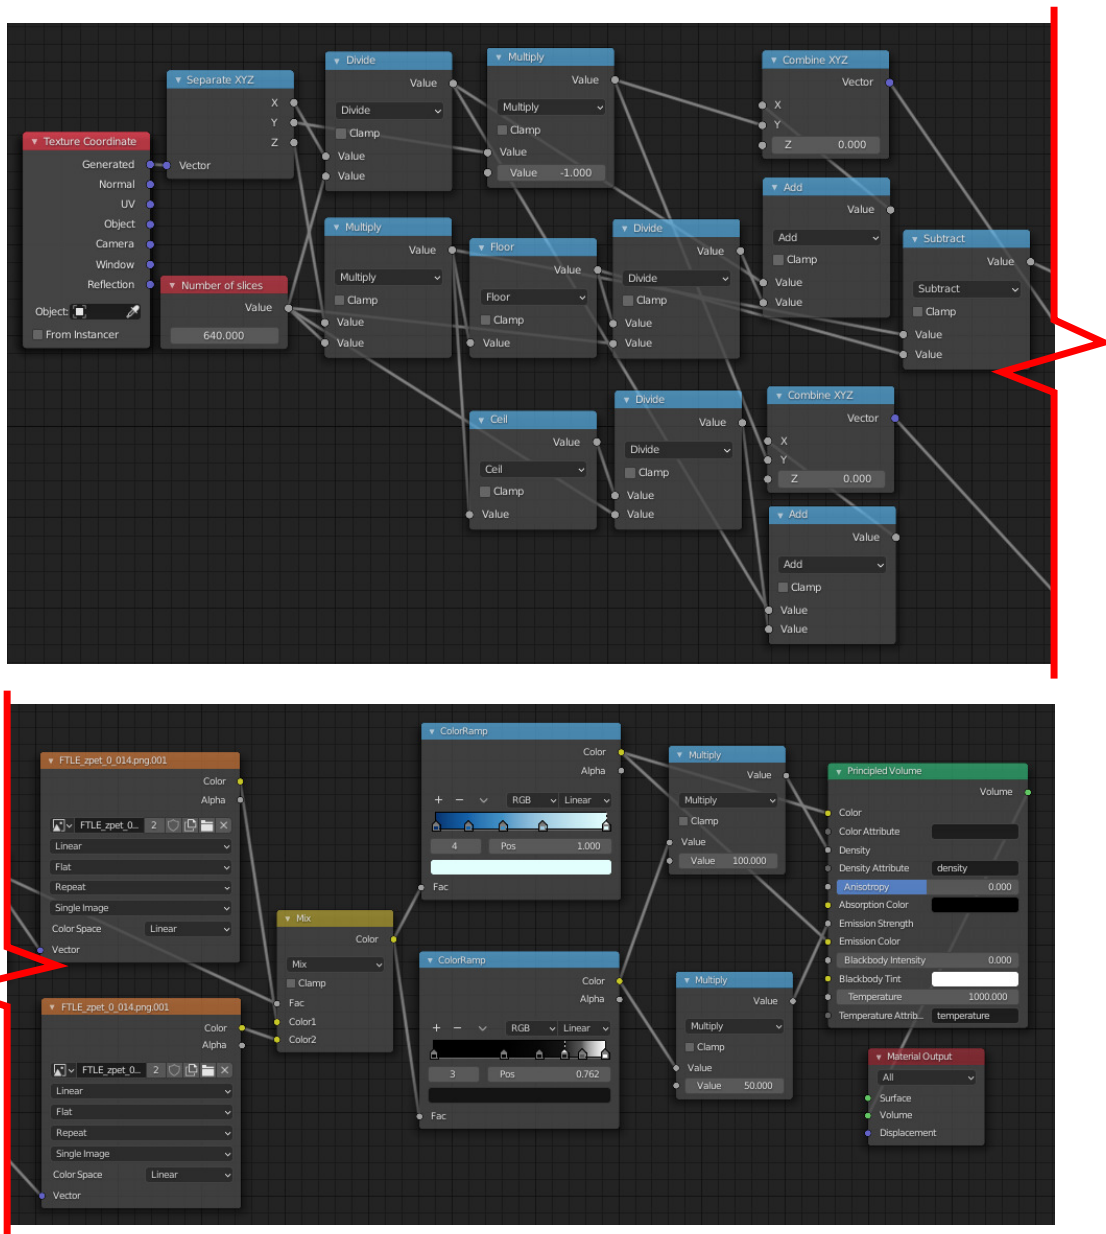 Separate XYZ
X
Y
Z
Vector
Texture Coordinate
Generated
Normal
UV
Object
Camera
Window
Reflection
Object:
From Instancer
Number of slices
Value
640.000
Divide
Value
Divide
Clamp
Value
Value
Multiply
Value
Multiply
Clamp
Value
Value -1.000
Multiply
Value
Multiply
Clamp
Value
Value
Floor
Value
Floor
Clamp
Value
Divide
Value
Divide
Clamp
Value
Value
Ceil
Value
Ceil
Clamp
Value
Divide
Value
Divide
Clamp
Value
Value
Combine XYZ
Vector
X
Y
Z 0.000
Add
Value
Add
Clamp
Value
Value
Subtract
Value
Subtract
Clamp
Value
Value
Combine XYZ
Vector
X
Y
Z 0.000
Add
Value
Add
Clamp
Value
Value
FTLE_zpet_0_014.png.001
Color
Alpha
FTLE_zpet_0... 2
Linear
Flat
Repeat
Single Image
Color Space Linear
Vector
FTLE_zpet_0_014.png.001
Color
Alpha
FTLE_zpet_0... 2
Linear
Flat
Repeat
Single Image
Color Space Linear
Vector
Mix
Color
Mix
Clamp
Fac
Color1
Color2
ColorRamp
Color
Alpha
RGB Linear
4 Pos 1.000
Fac
ColorRamp
Color
Alpha
RGB Linear
3 Pos 0.762
Fac
Multiply
Value
Multiply
Clamp
Value
Value 100.000
Multiply
Value
Multiply
Clamp
Value
Value 50.000
Principled Volume
Volume
Color
Color Attribute
Density
Density Attribute density
Anisotropy 0.000
Absorption Color
Emission Strength
Emission Color
Blackbody Intensity 0.000
Blackbody Tint
Temperature 1000.000
Temperature Attrib... temperature
Material Output
All
Surface
Volume
Displacement